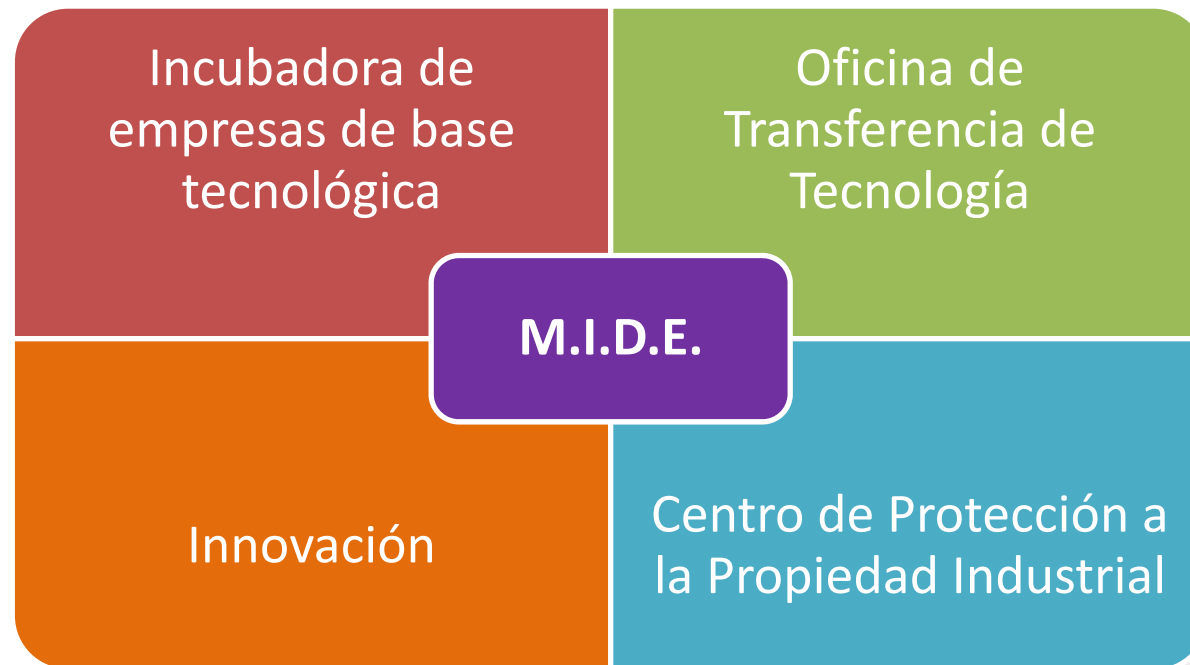 Incubadora de
empresas de base
tecnológica
Oficina de
Transferencia de
Tecnología
M.I.D.E.
Innovación
Centro de Protección a
la Propiedad Industrial